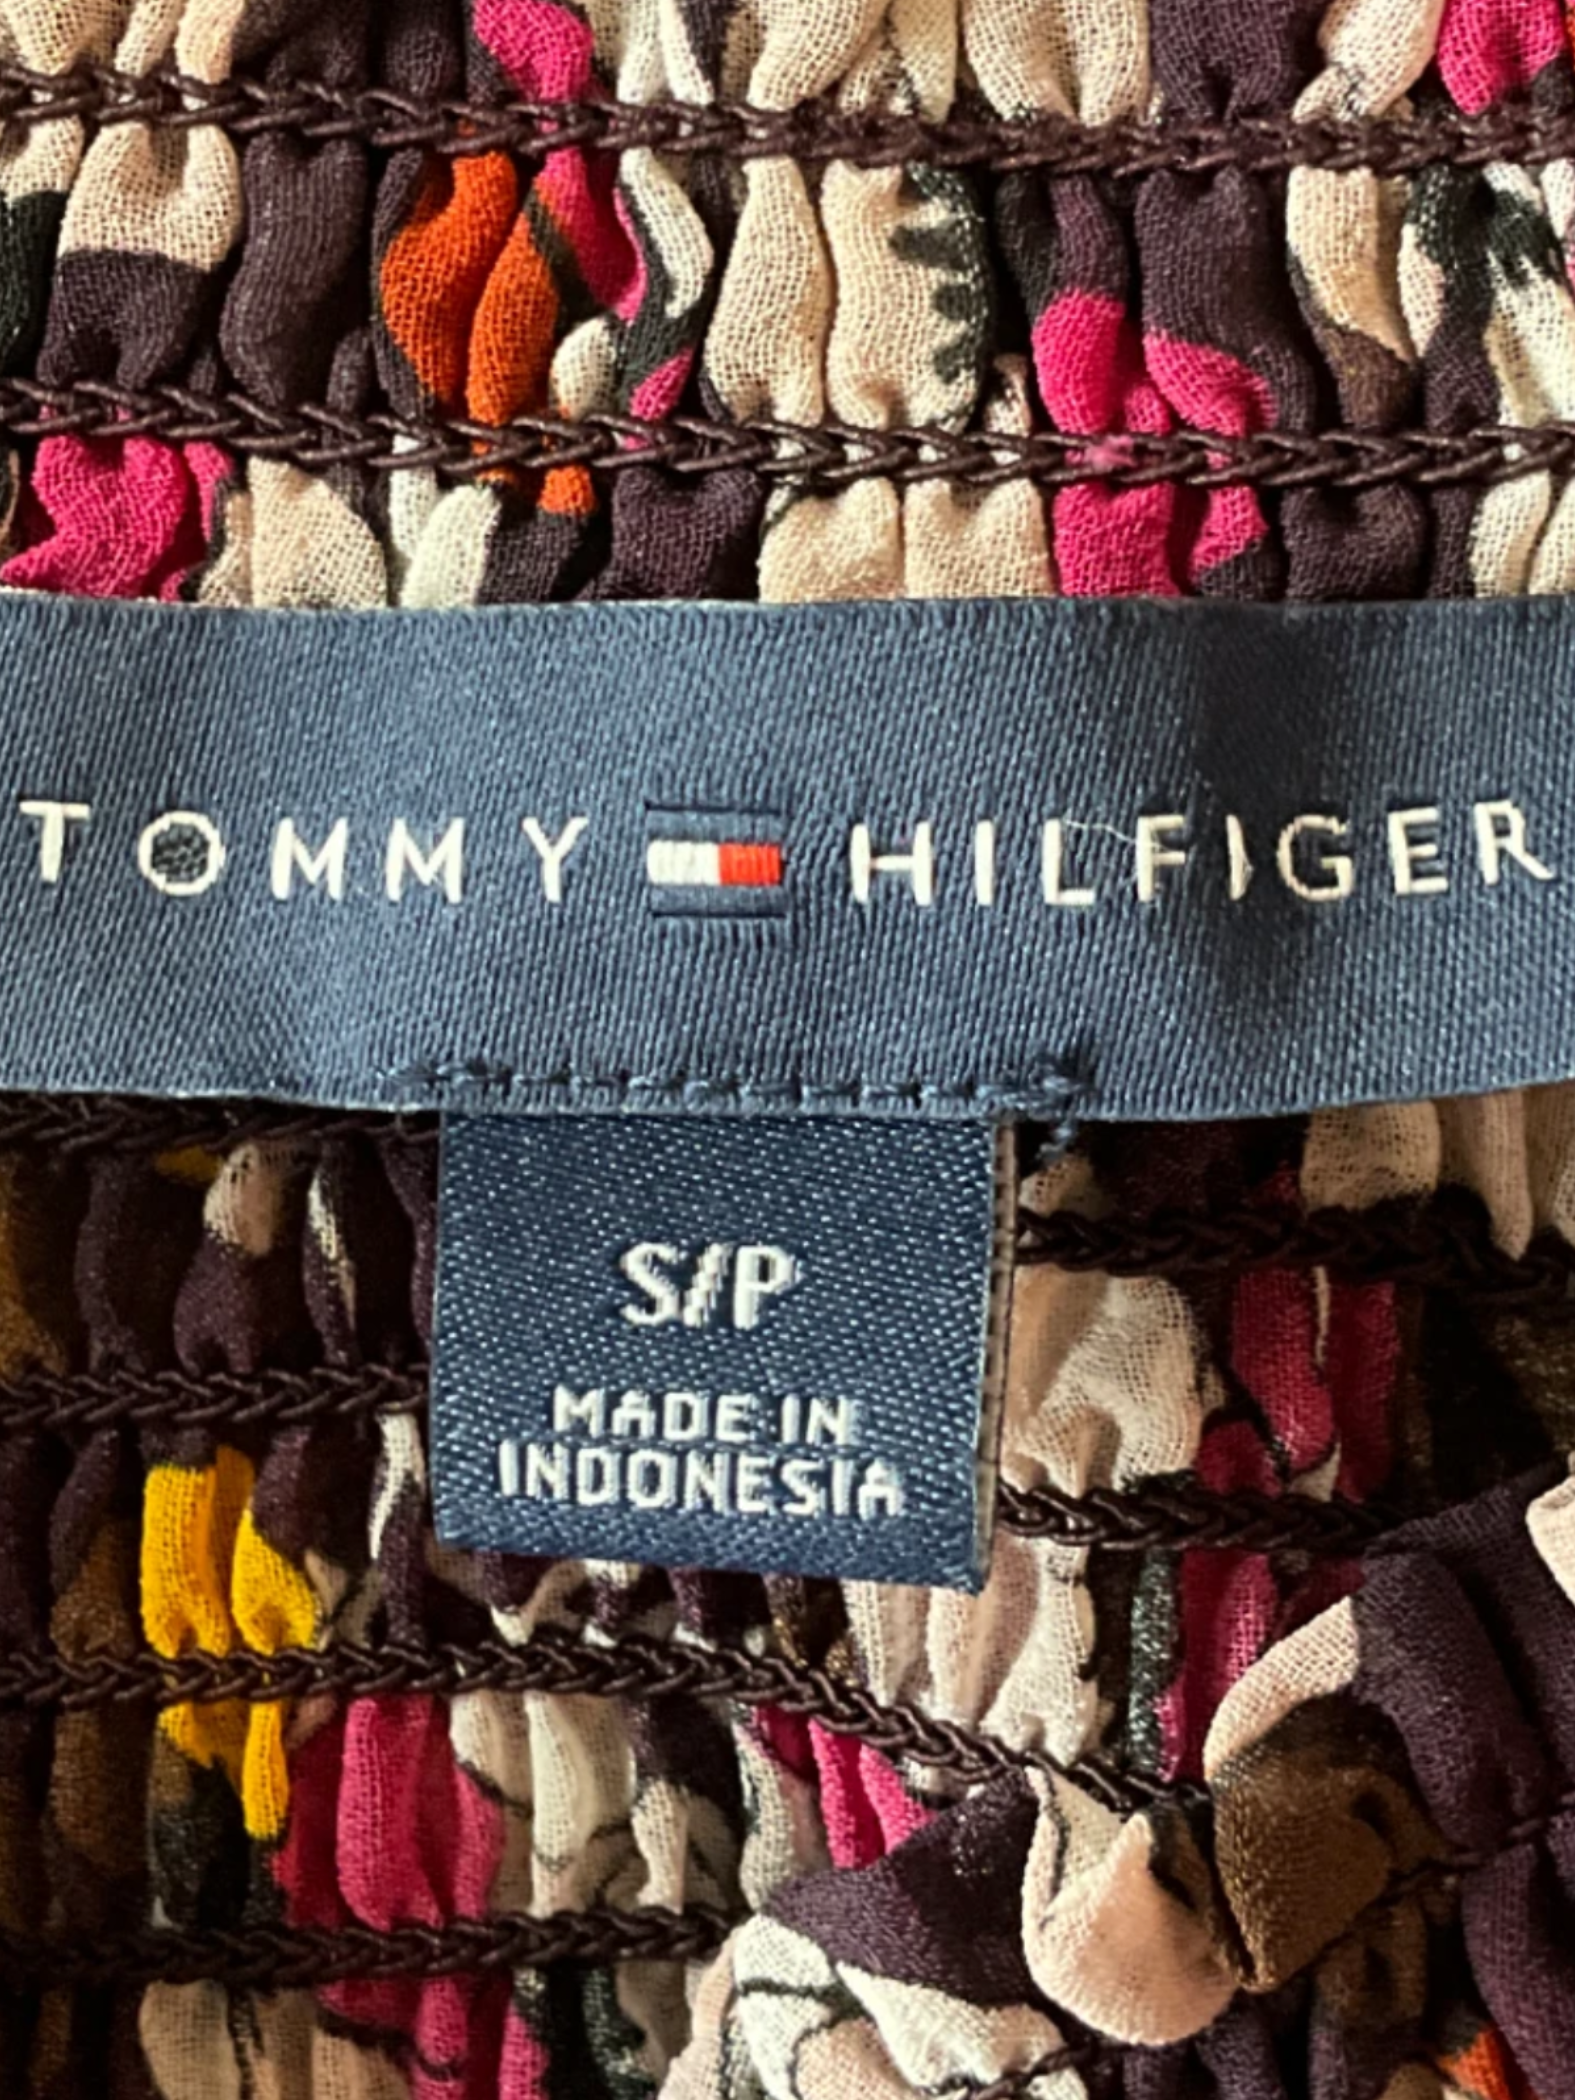 TOMMY HILFIGER
S/P
MADE IN
INDONESIA